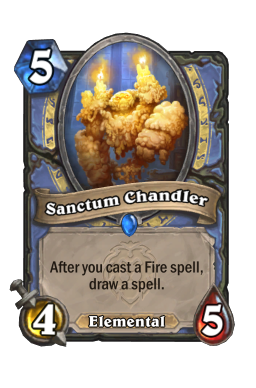 5
Sanctum Chandler
After you cast a Fire spell,
draw a spell.
4
Elemental
5